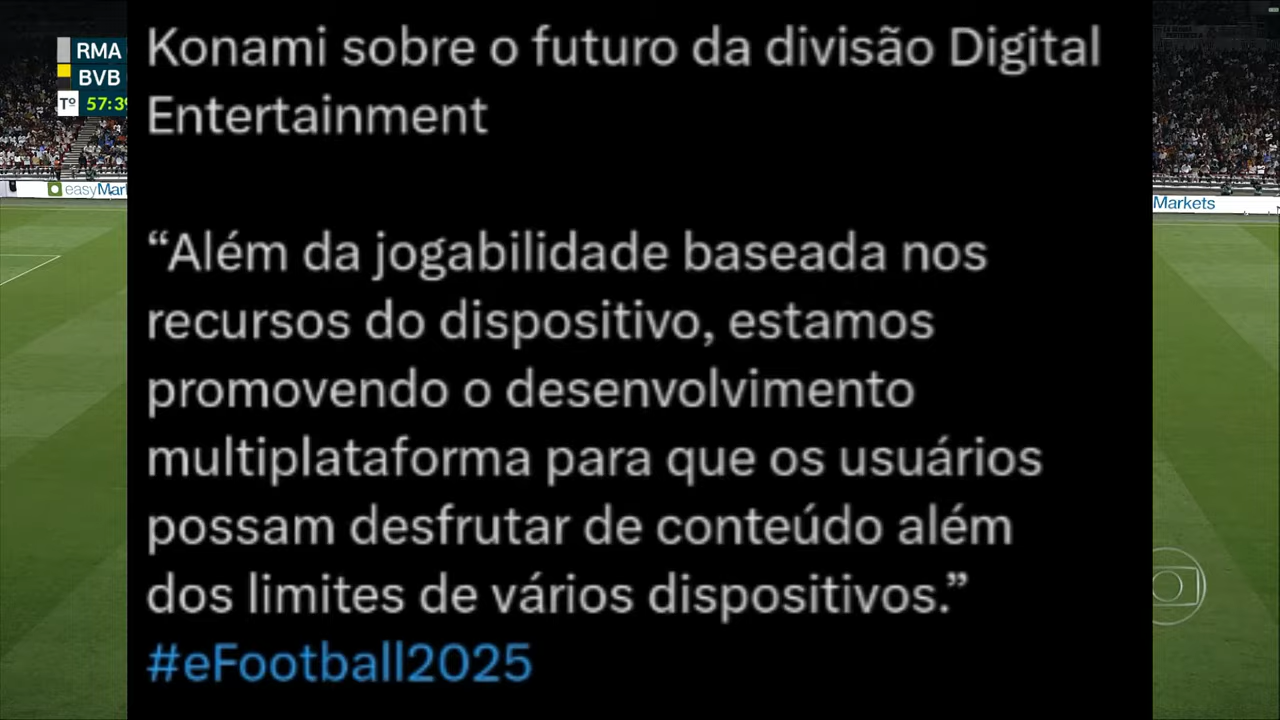 RMA
BVB
Tº 57:3
easyMar
Markets
Konami sobre o futuro da divisão Digital
Entertainment
“Além da jogabilidade baseada nos
recursos do dispositivo, estamos
promovendo o desenvolvimento
multiplataforma para que os usuários
possam desfrutar de conteúdo além
dos limites de vários dispositivos.”
#eFootball2025